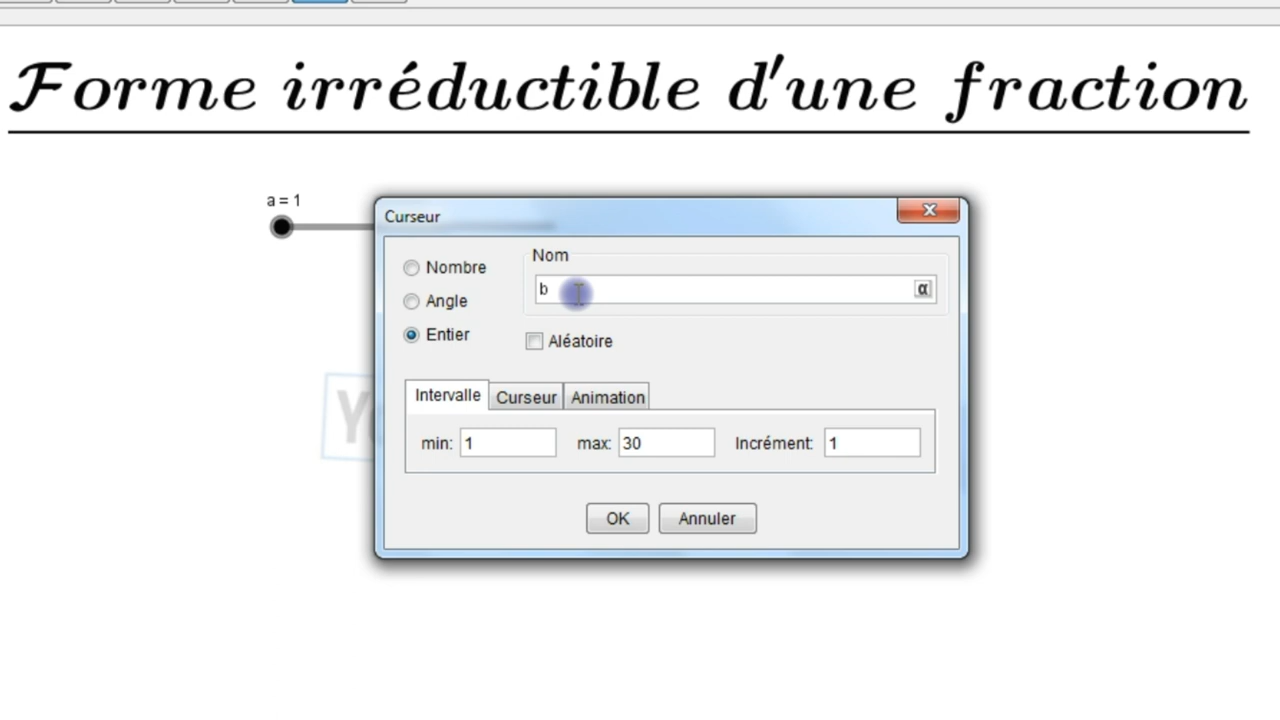 Forme irréductible d'une fraction
a = 1
Curseur
Nombre
Angle
Entier
Nom
b
α
Aléatoire
Intervalle Curseur Animation
min: 1 max: 30 Incrément: 1
OK Annuler